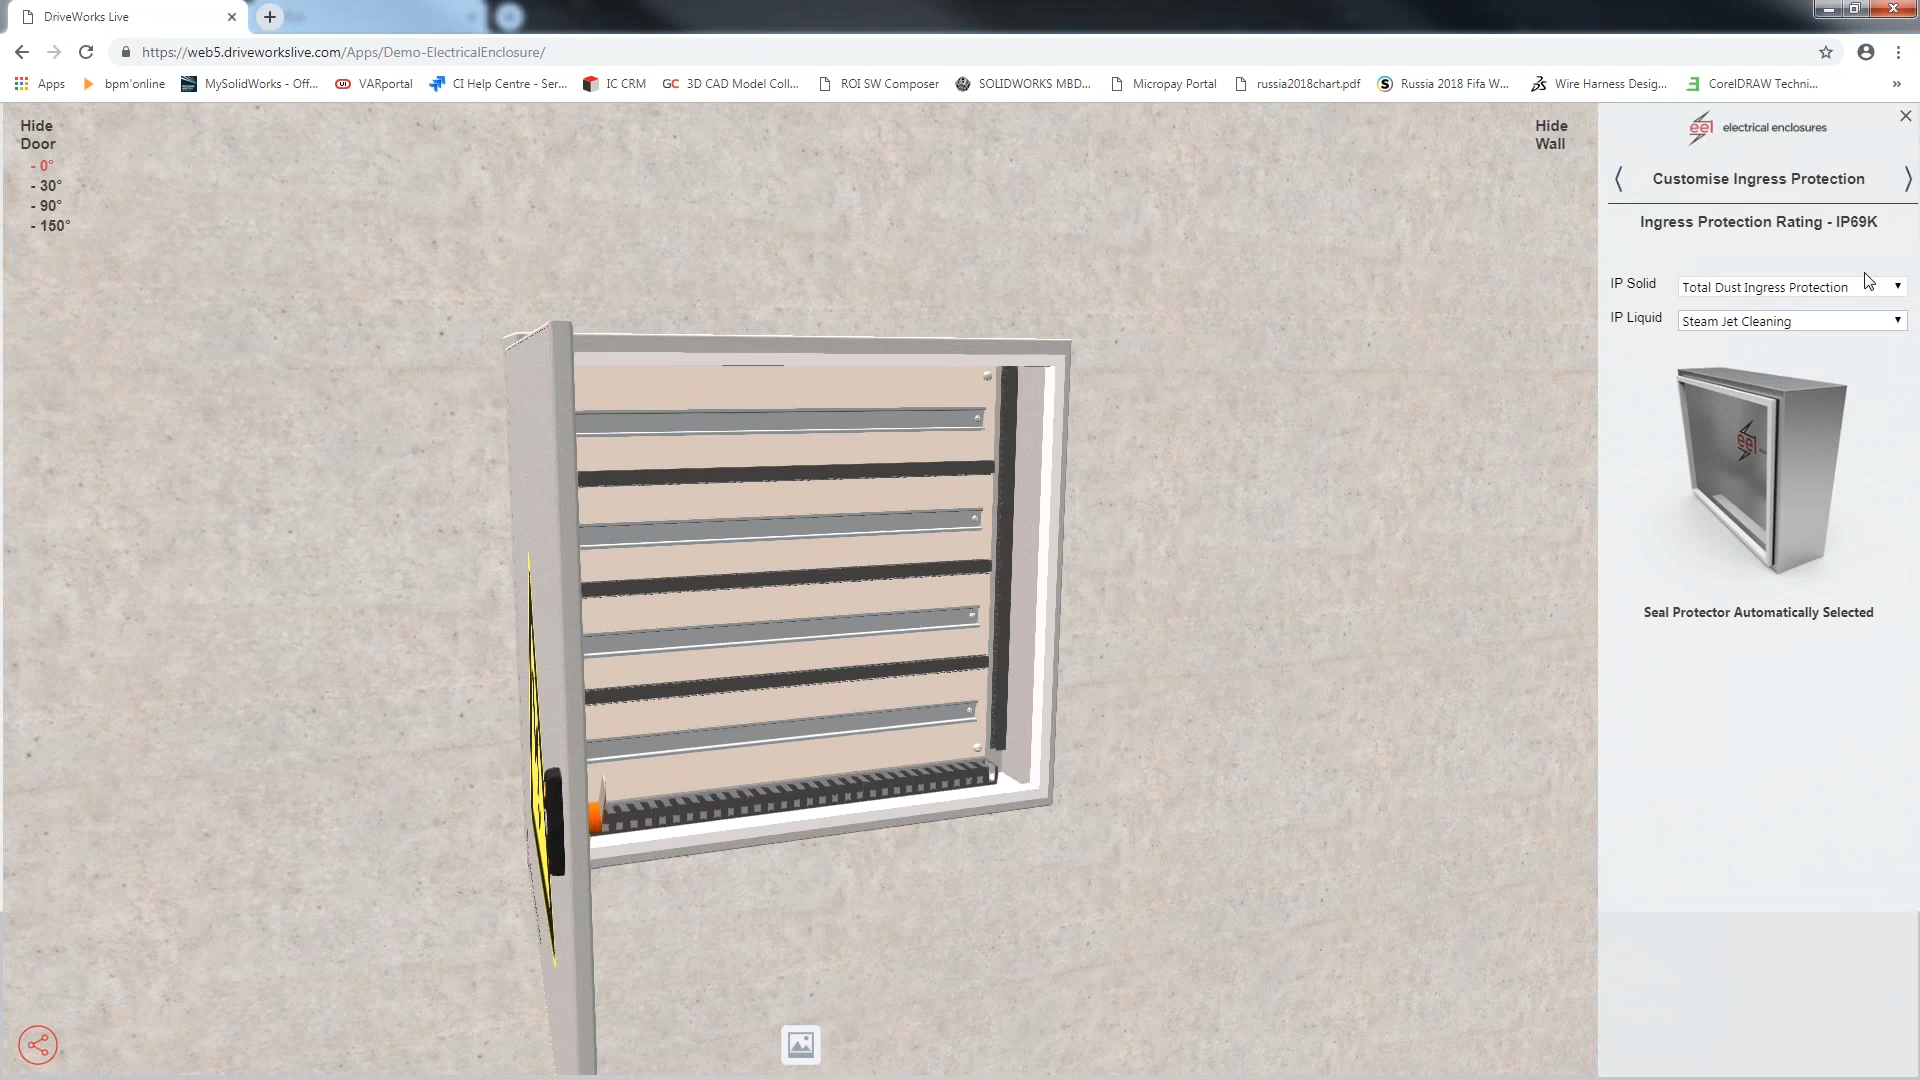 DriveWorks Live
https://web5.driveworkslive.com/Apps/Demo-ElectricalEnclosure/
Apps
bpm'online
MySolidWorks - Off...
VARportal
CI Help Centre - Ser...
IC CRM
GC 3D CAD Model Coll...
ROI SW Composer
SOLIDWORKS MBD...
Micropay Portal
russia2018chart.pdf
Russia 2018 Fifa W...
Wire Harness Desig...
CorelDRAW Techni...
»
Hide
Door
- 0°
- 30°
- 90°
- 150°
Hide
Wall
eel electrical enclosures
Customise Ingress Protection
Ingress Protection Rating - IP69K
IP Solid Total Dust Ingress Protection
IP Liquid Steam Jet Cleaning
eel
Seal Protector Automatically Selected